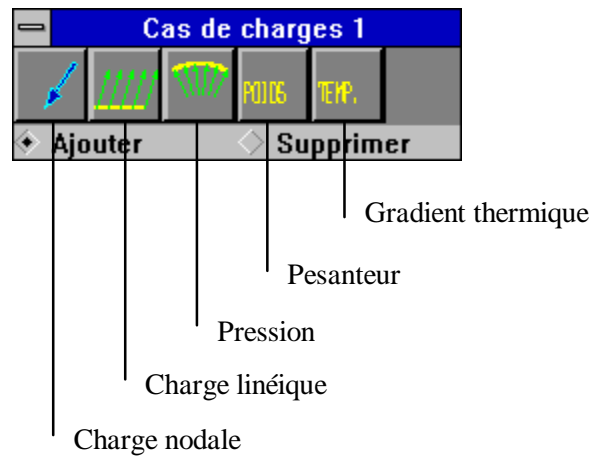 Cas de charges 1
POIDS TEMP.
Ajouter Supprimer
Gradient thermique
Pesanteur
Pression
Charge linéique
Charge nodale